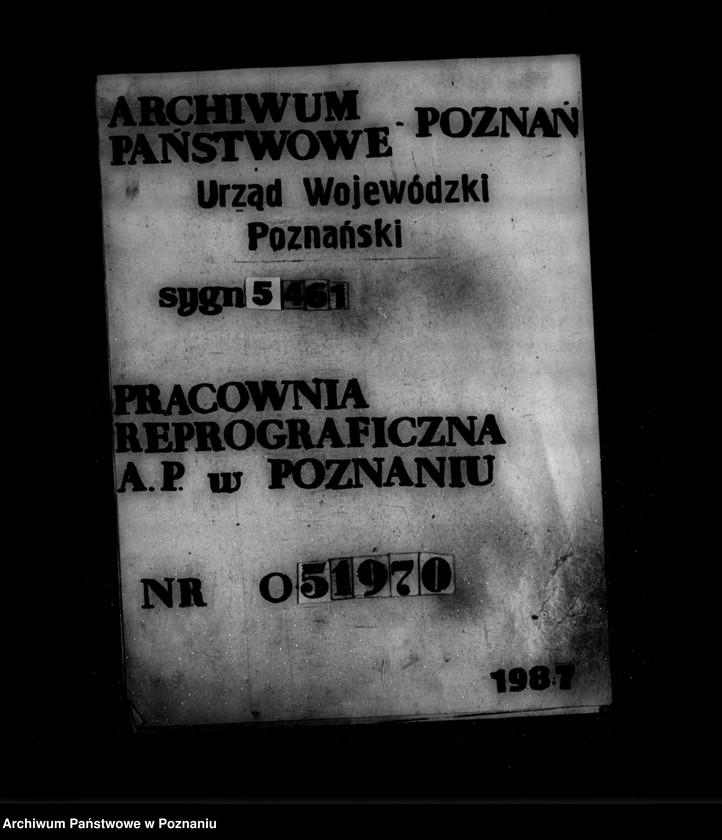 ARCHIWUM
PAŃSTWOWE - POZNAŃ
Urząd Wojewódzki
Poznański
sygn 5461
PRACOWNIA
REPROGRAFICZNA
A.P. w POZNANIU
NR O51970
1987
Archiwum Państwowe w Poznaniu